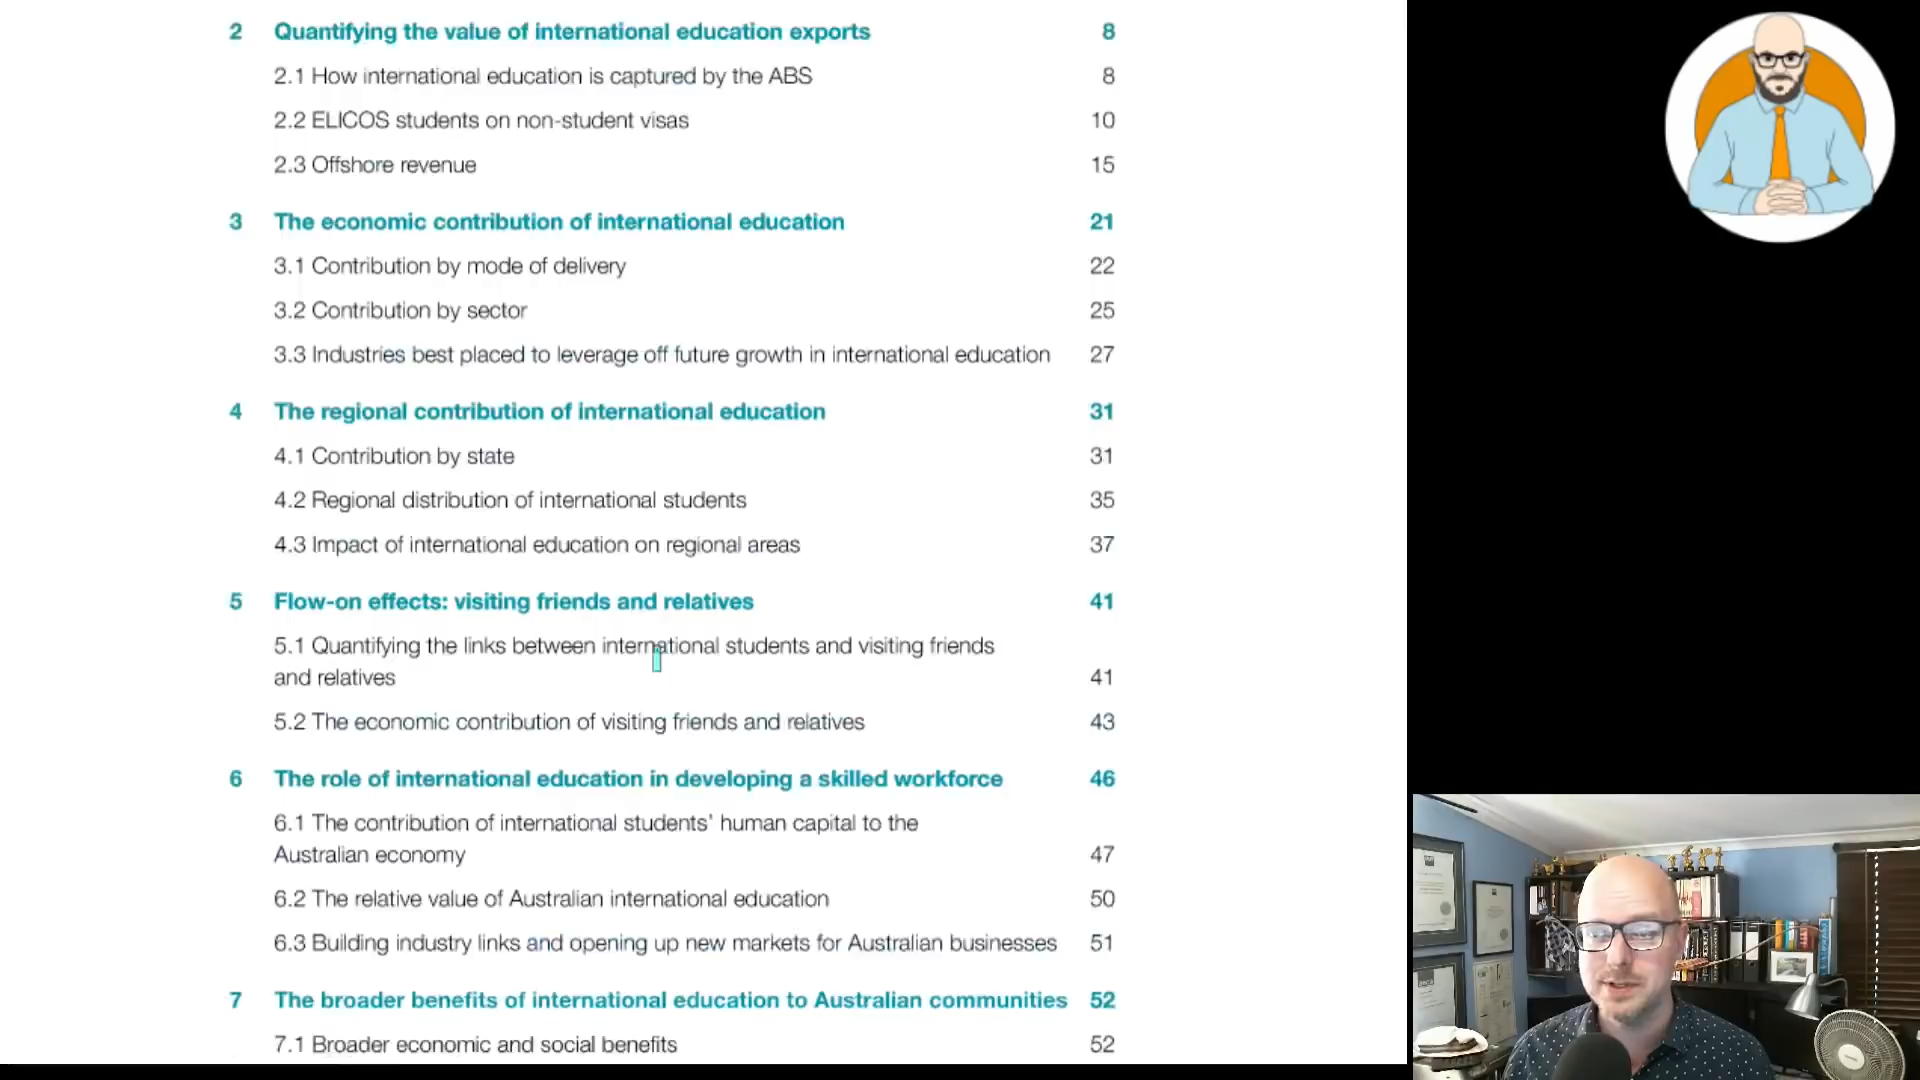 2 Quantifying the value of international education exports 8
2.1 How international education is captured by the ABS 8
2.2 ELICOS students on non-student visas 10
2.3 Offshore revenue 15
3 The economic contribution of international education 21
3.1 Contribution by mode of delivery 22
3.2 Contribution by sector 25
3.3 Industries best placed to leverage off future growth in international education 27
4 The regional contribution of international education 31
4.1 Contribution by state 31
4.2 Regional distribution of international students 35
4.3 Impact of international education on regional areas 37
5 Flow-on effects: visiting friends and relatives 41
5.1 Quantifying the links between international students and visiting friends
and relatives 41
5.2 The economic contribution of visiting friends and relatives 43
6 The role of international education in developing a skilled workforce 46
6.1 The contribution of international students' human capital to the
Australian economy 47
6.2 The relative value of Australian international education 50
6.3 Building industry links and opening up new markets for Australian businesses 51
7 The broader benefits of international education to Australian communities 52
7.1 Broader economic and social benefits 52